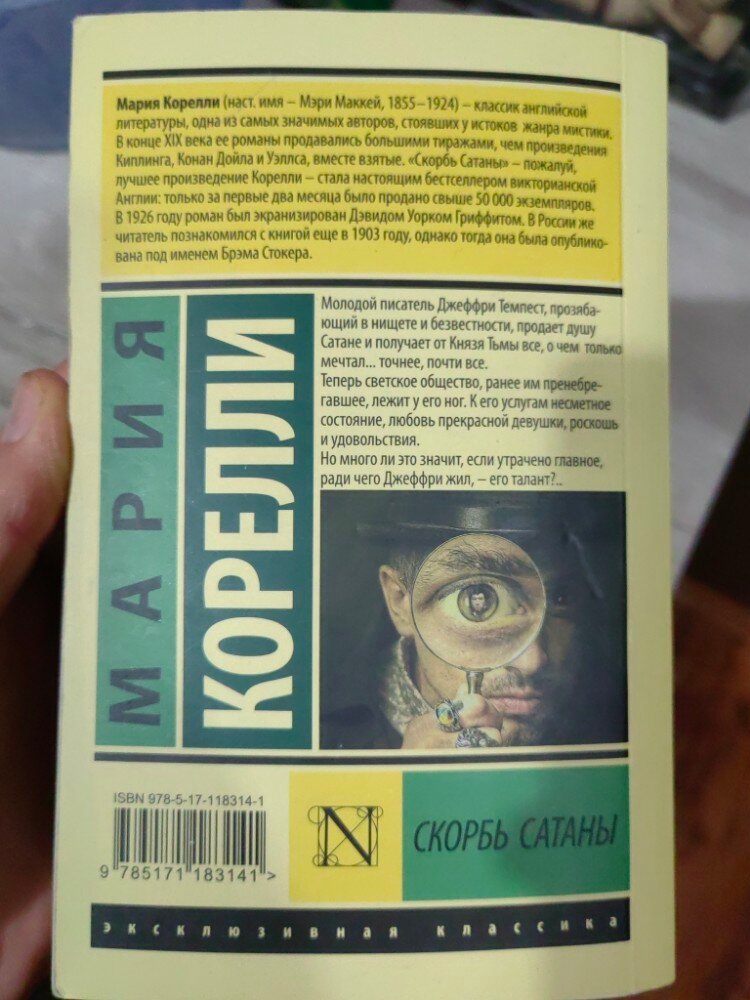 Мария Корелли (наст. имя – Мэри Маккей, 1855–1924) – классик английской
литературы, одна из самых значимых авторов, стоявших у истоков жанра мистики.
В конце XIX века ее романы продавались большими тиражами, чем произведения
Киплинга, Конан Дойла и Уэллса, вместе взятые. «Скорбь Сатаны» – пожалуй,
лучшее произведение Корелли – стала настоящим бестселлером викторианской
Англии: только за первые два месяца было продано свыше 50 000 экземпляров.
В 1926 году роман был экранизирован Дэвидом Уорком Гриффитом. В России же
читатель познакомился с книгой еще в 1903 году, однако тогда она была опублико-
вана под именем Брэма Стокера.
МАРИЯ
КОРЕЛЛИ
Молодой писатель Джеффри Темпест, прозяба-
ющий в нищете и безвестности, продает душу
Сатане и получает от Князя Тьмы все, о чем только
мечтал... точнее, почти все.
Теперь светское общество, ранее им пренебре-
гавшее, лежит у его ног. К его услугам несметное
состояние, любовь прекрасной девушки, роскошь
и удовольствия.
Но много ли это значит, если утрачено главное,
ради чего Джеффри жил, – его талант?..
ISBN 978-5-17-118314-1
9 785171 183141 >
N
СКОРБЬ САТАНЫ
эксклюзивная классика